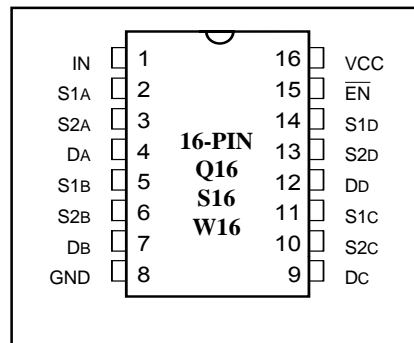 IN 1 16 VCC
S1A 2 15 E̅N̅
S2A 3 14 S1D
DA 4 13 S2D
S1B 5 12 DD
S2B 6 11 S1C
DB 7 10 S2C
GND 8 9 DC
16-PIN
Q16
S16
W16